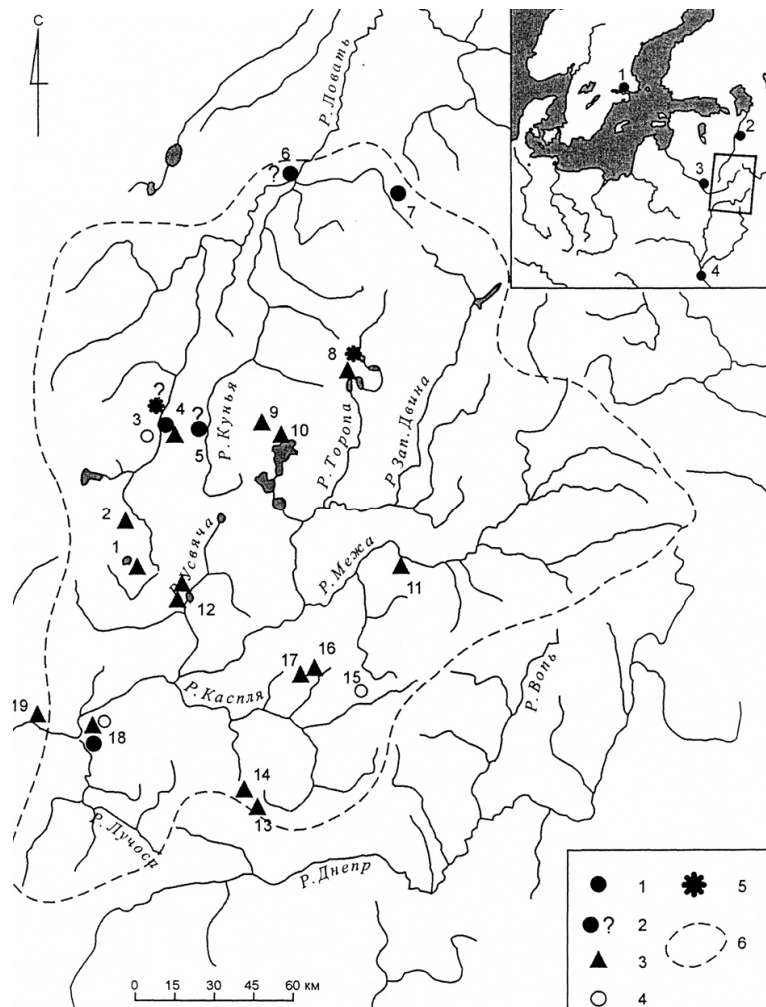 С
Р. Ловать
1
2
3
4
6
?
7
8
?
3
4
?
5
Р. Кунья
9
10
Р. Торопа
Р. Зап. Двина
2
1
Р. Усвяча
12
Р. Межа
11
17
16
15
Р. Каспля
Р. Вопь
19
18
14
13
Р. Лучоса
Р. Днепр
0 15 30 60 км
1 5
? 2
3 6
4